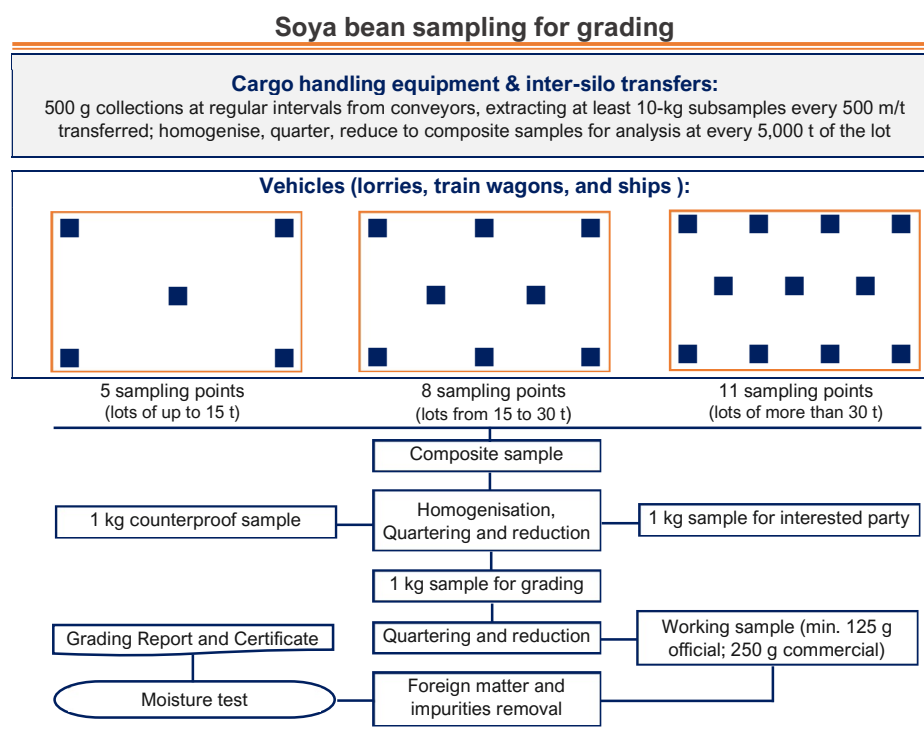 Soya bean sampling for grading
Cargo handling equipment & inter-silo transfers:
500 g collections at regular intervals from conveyors, extracting at least 10-kg subsamples every 500 m/t
transferred; homogenise, quarter, reduce to composite samples for analysis at every 5,000 t of the lot
Vehicles (lorries, train wagons, and ships ):
5 sampling points
(lots of up to 15 t)
8 sampling points
(lots from 15 to 30 t)
11 sampling points
(lots of more than 30 t)
Composite sample
1 kg counterproof sample
Homogenisation,
Quartering and reduction
1 kg sample for interested party
1 kg sample for grading
Grading Report and Certificate
Quartering and reduction
Working sample (min. 125 g
official; 250 g commercial)
Moisture test
Foreign matter and
impurities removal